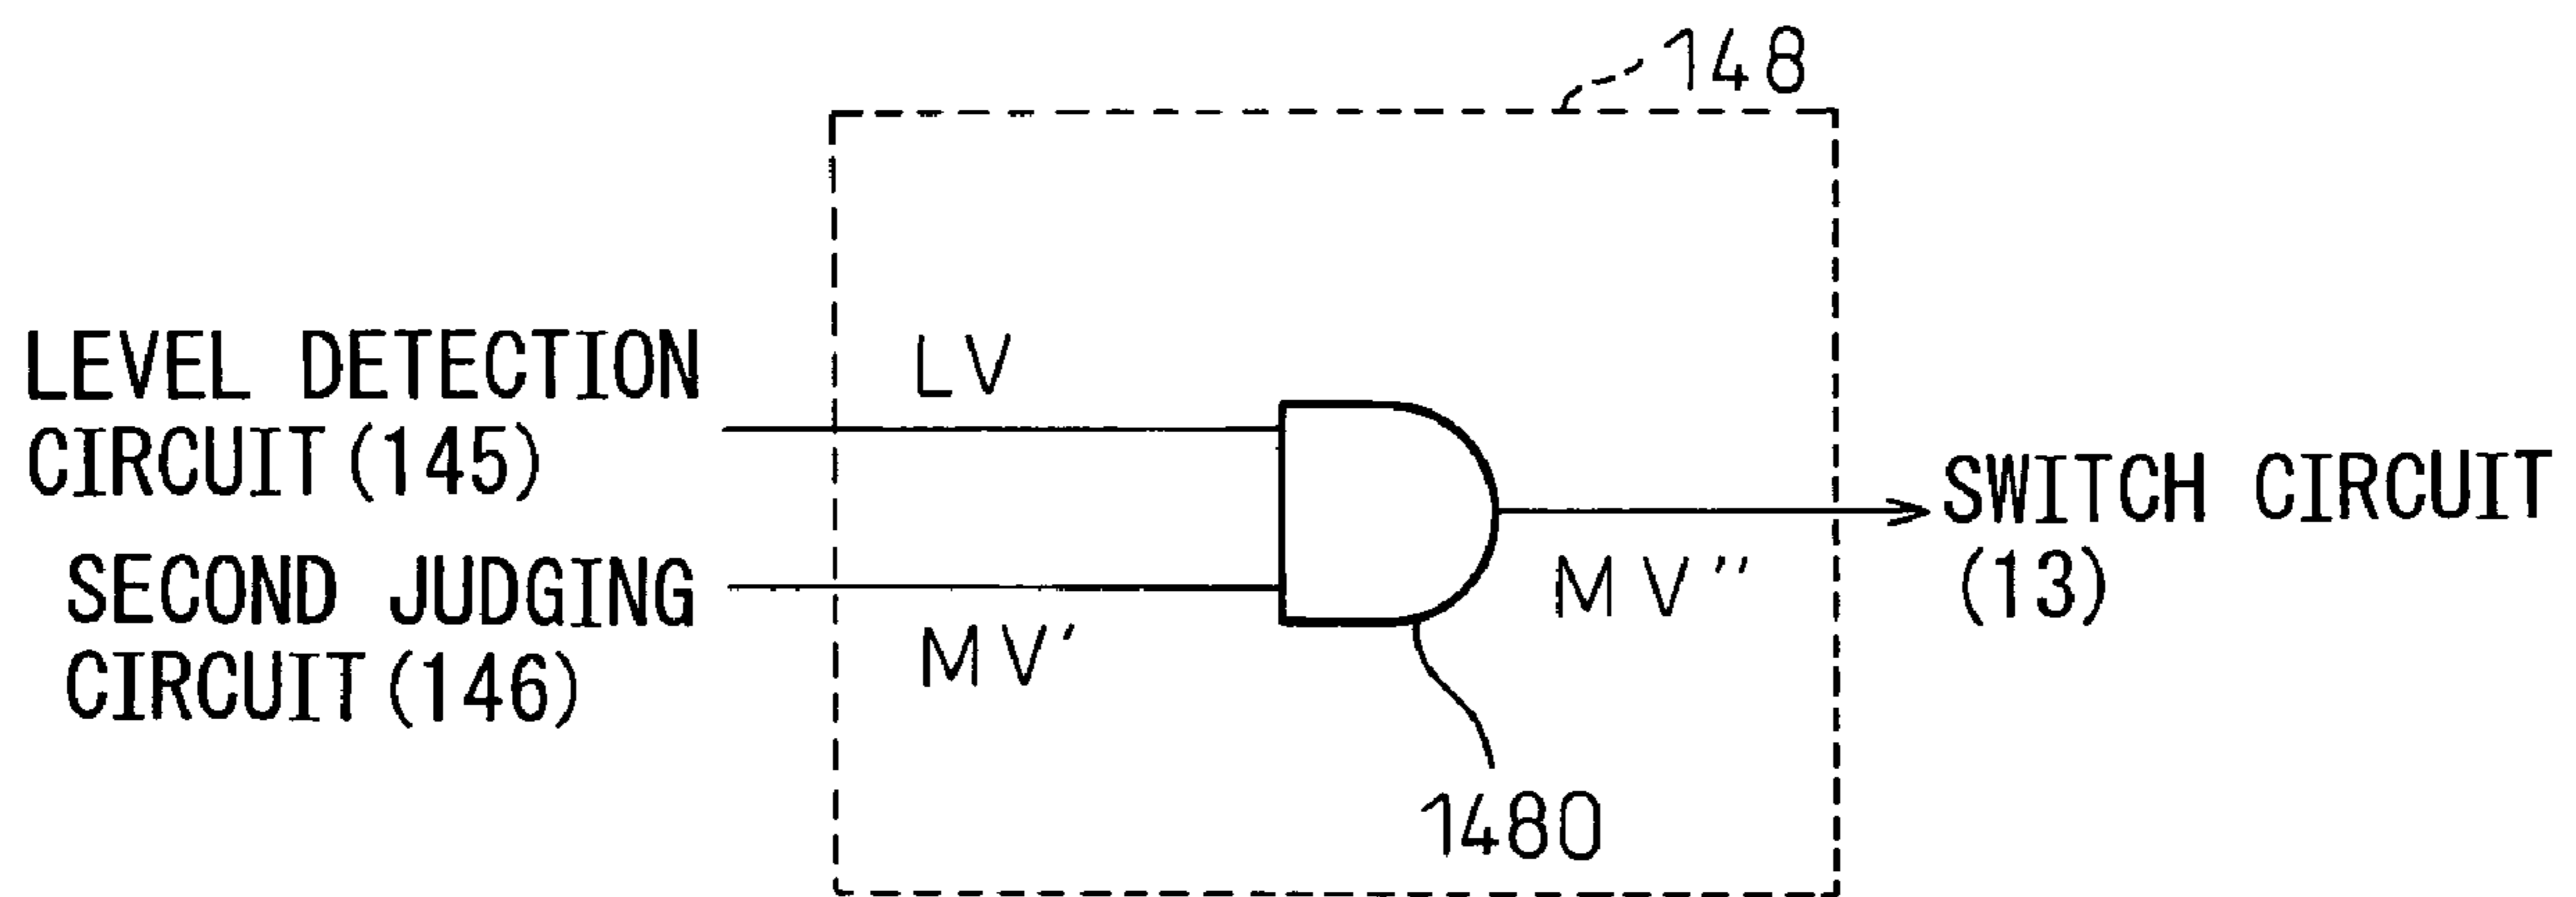 148
LEVEL DETECTION
CIRCUIT(145)
LV
SECOND JUDGING
CIRCUIT(146)
MV'
MV''
SWITCH CIRCUIT
(13)
1480